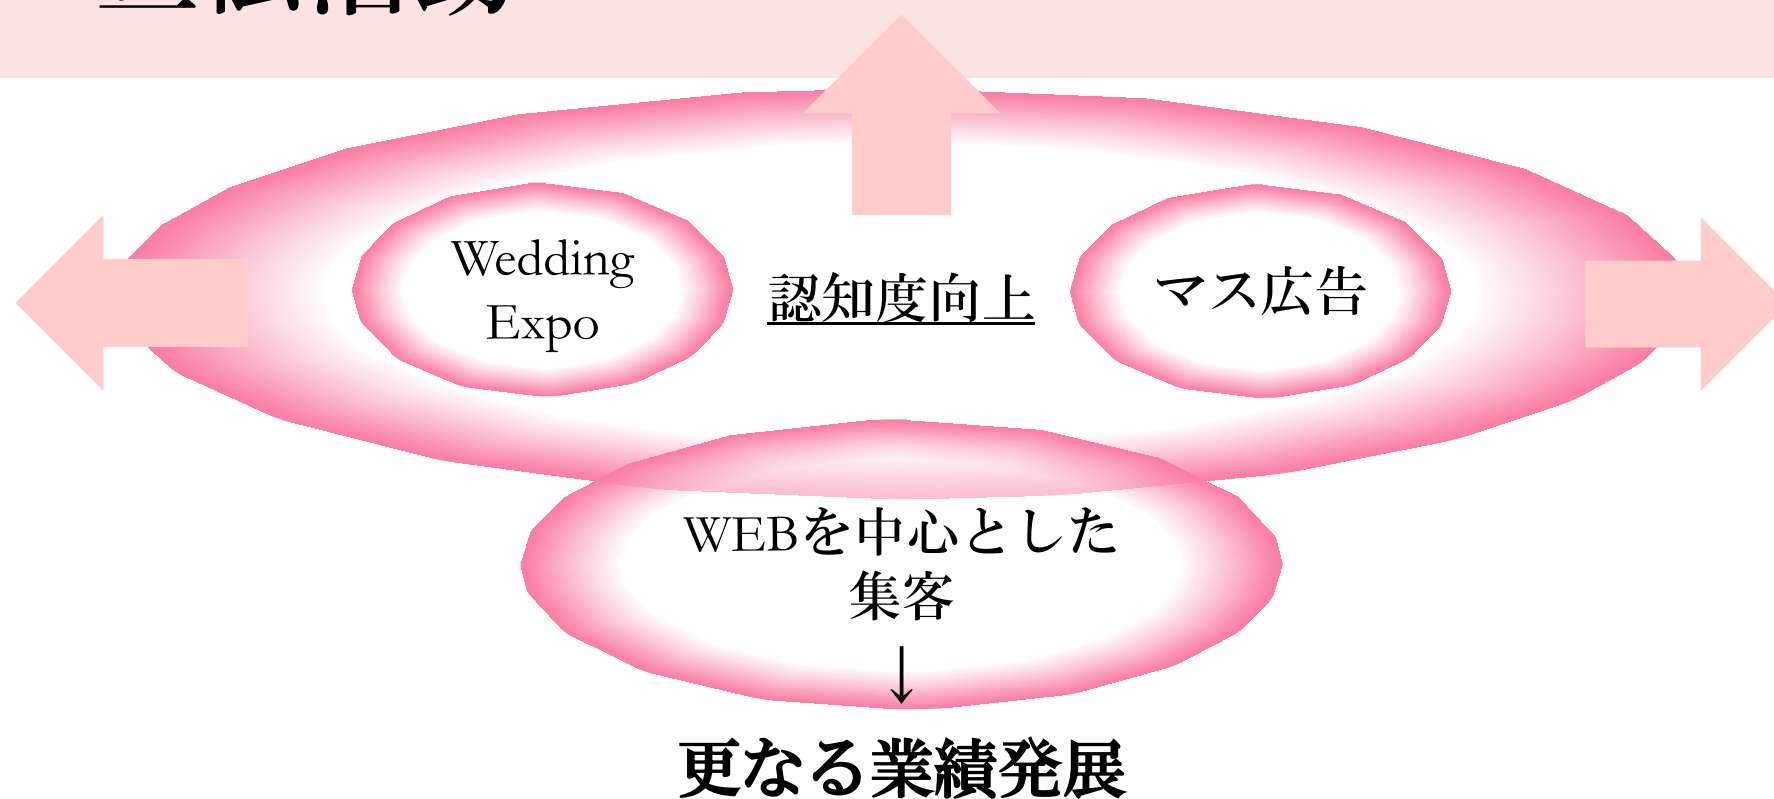 Wedding
Expo
認知度向上
マス広告
WEBを中心とした
集客
↓
更なる業績発展